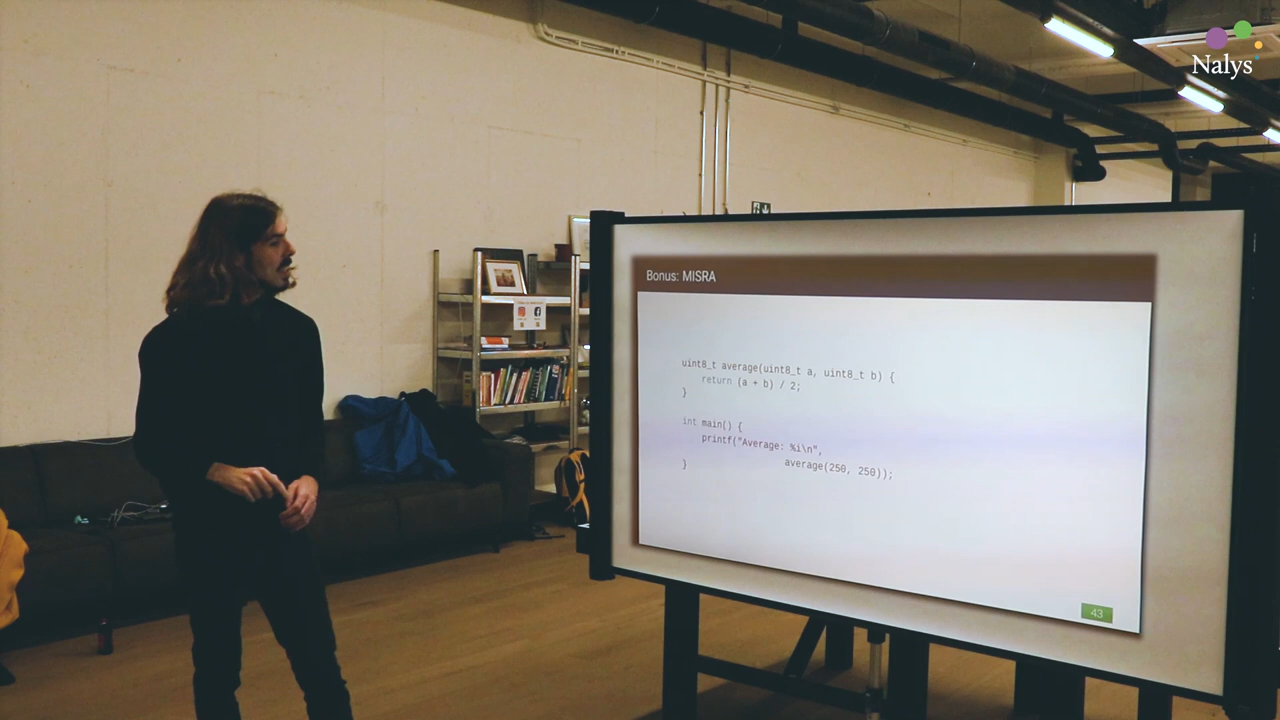 Nalys
Bonus: MISRA
uint8_t average(uint8_t a, uint8_t b) {
return (a + b) / 2;
}
int main() {
printf("Average: %i\n",
average(250, 250));
}
43